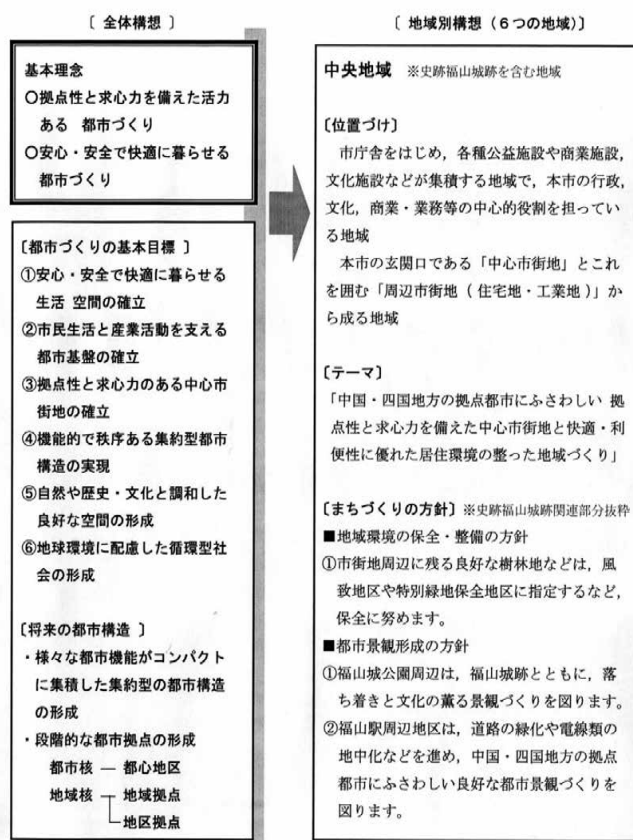 〔 全体構想 〕
基本理念
〇拠点性と求心力を備えた活力
ある 都市づくり
〇安心・安全で快適に暮らせる
都市づくり
〔都市づくりの基本目標 〕
①安心・安全で快適に暮らせる
生活 空間の確立
②市民生活と産業活動を支える
都市基盤の確立
③拠点性と求心力のある中心市
街地の確立
④機能的で秩序ある集約型都市
構造の実現
⑤自然や歴史・文化と調和した
良好な空間の形成
⑥地球環境に配慮した循環型社
会の形成
〔将来の都市構造 〕
・様々な都市機能がコンパクト
に集積した集約型の都市構造
の形成
・段階的な都市拠点の形成
都市核 ― 都心地区
地域核 地域拠点
地区拠点
〔 地域別構想（６つの地域）〕
中央地域 ※史跡福山城跡を含む地域
〔位置づけ〕
市庁舎をはじめ，各種公益施設や商業施設，
文化施設などが集積する地域で，本市の行政，
文化，商業・業務等の中心的役割を担ってい
る地域
本市の玄関口である「中心市街地」とこれ
を囲む「周辺市街地（住宅地・工業地）」か
ら成る地域
〔テーマ〕
「中国・四国地方の拠点都市にふさわしい 拠
点性と求心力を備えた中心市街地と快適・利
便性に優れた居住環境の整った地域づくり」
〔まちづくりの方針〕※史跡福山城跡関連部分抜粋
■地域環境の保全・整備の方針
①市街地周辺に残る良好な樹林地などは，風
致地区や特別緑地保全地区に指定するなど，
保全に努めます。
■都市景観形成の方針
①福山城公園周辺は，福山城跡とともに，落
ち着きと文化の薫る景観づくりを図ります。
②福山駅周辺地区は，道路の緑化や電線類の
地中化などを進め，中国・四国地方の拠点
都市にふさわしい良好な都市景観づくりを
図ります。